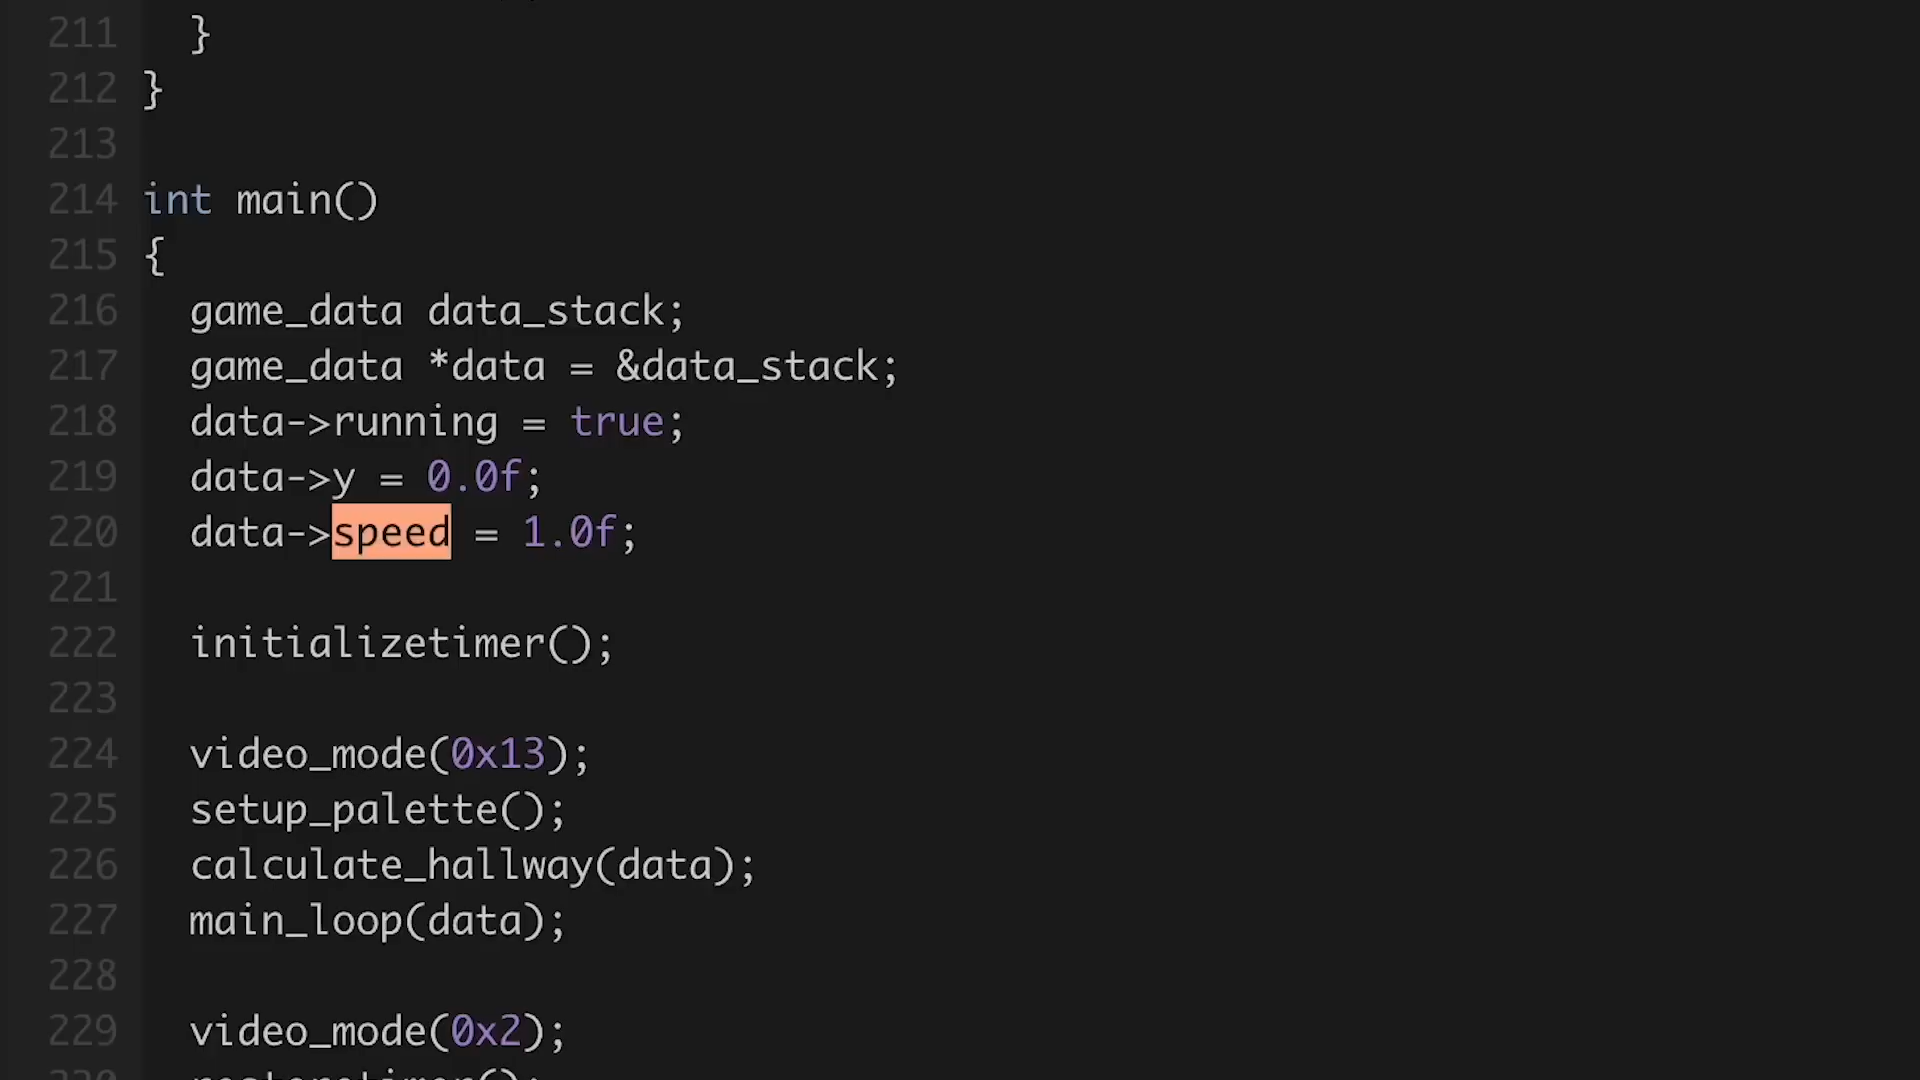 211 }
212 }
213
214 int main()
215 {
216 game_data data_stack;
217 game_data *data = &data_stack;
218 data->running = true;
219 data->y = 0.0f;
220 data->speed = 1.0f;
221
222 initializetimer();
223
224 video_mode(0x13);
225 setup_palette();
226 calculate_hallway(data);
227 main_loop(data);
228
229 video_mode(0x2);